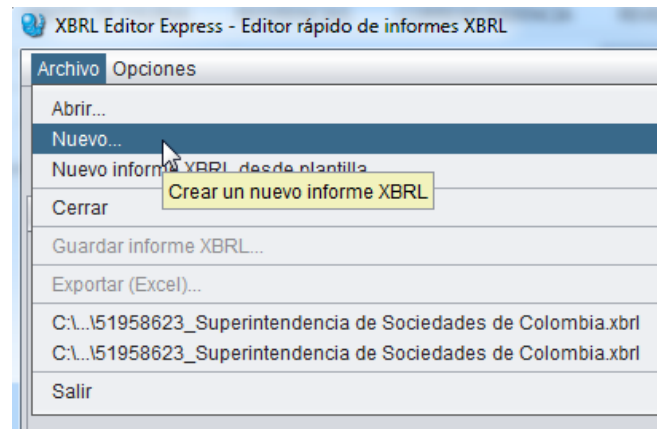 XBRL Editor Express - Editor rápido de informes XBRL
Archivo Opciones
Abrir...
Nuevo...
Nuevo informe XBRL desde plantilla
Crear un nuevo informe XBRL
Cerrar
Guardar informe XBRL...
Exportar (Excel)...
C:\...\51958623_Superintendencia de Sociedades de Colombia.xbrl
C:\...\51958623_Superintendencia de Sociedades de Colombia.xbrl
Salir